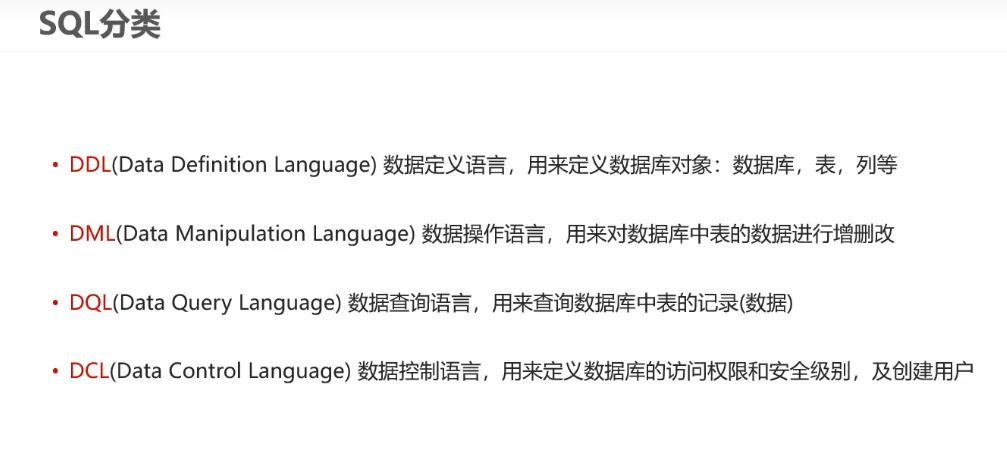 SQL分类
• DDL(Data Definition Language) 数据定义语言，用来定义数据库对象：数据库，表，列等
• DML(Data Manipulation Language) 数据操作语言，用来对数据库中表的数据进行增删改
• DQL(Data Query Language) 数据查询语言，用来查询数据库中表的记录(数据)
• DCL(Data Control Language) 数据控制语言，用来定义数据库的访问权限和安全级别，及创建用户